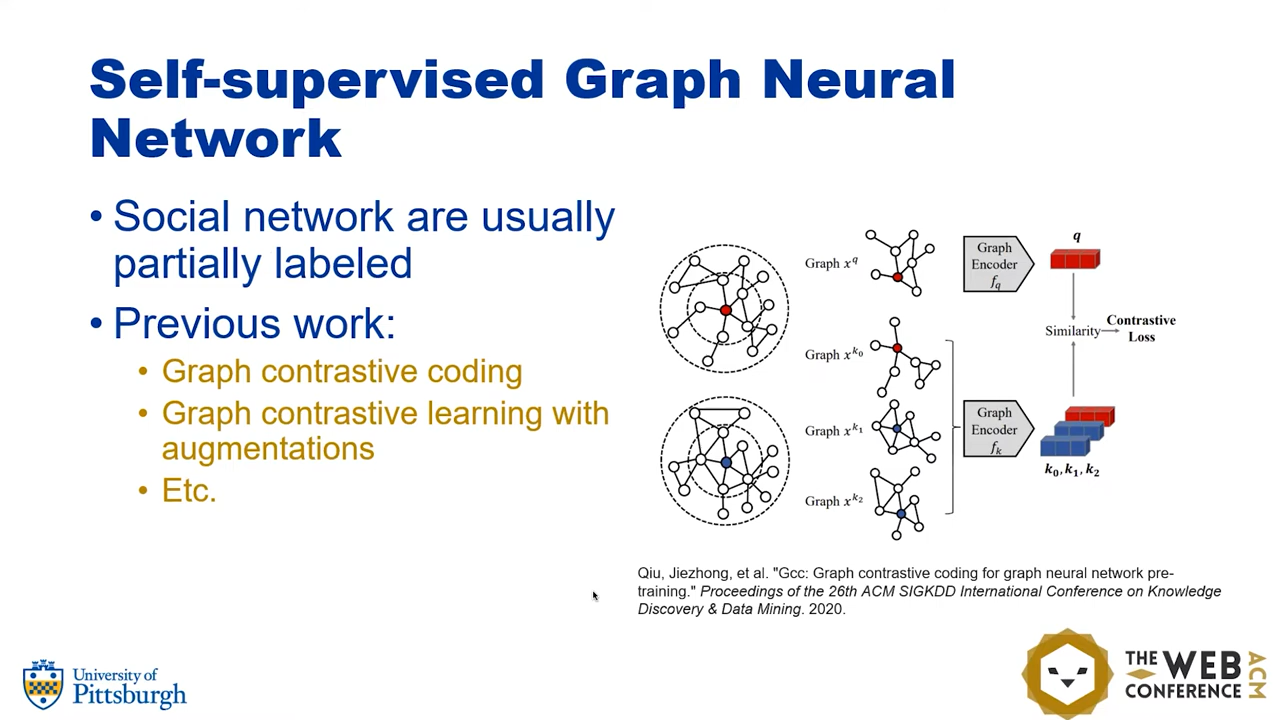 Self-supervised Graph Neural
Network
• Social network are usually
partially labeled
• Previous work:
• Graph contrastive coding
• Graph contrastive learning with
augmentations
• Etc.
Graph x^q
Graph x^{k_0}
Graph x^{k_1}
Graph x^{k_2}
Graph
Encoder
f_q
Graph
Encoder
f_k
q
Similarity
Contrastive
Loss
k_0, k_1, k_2
Qiu, Jiezhong, et al. "Gcc: Graph contrastive coding for graph neural network pre-
training." Proceedings of the 26th ACM SIGKDD International Conference on Knowledge
Discovery & Data Mining. 2020.
University of
Pittsburgh
THE WEB
CONFERENCE
ACM